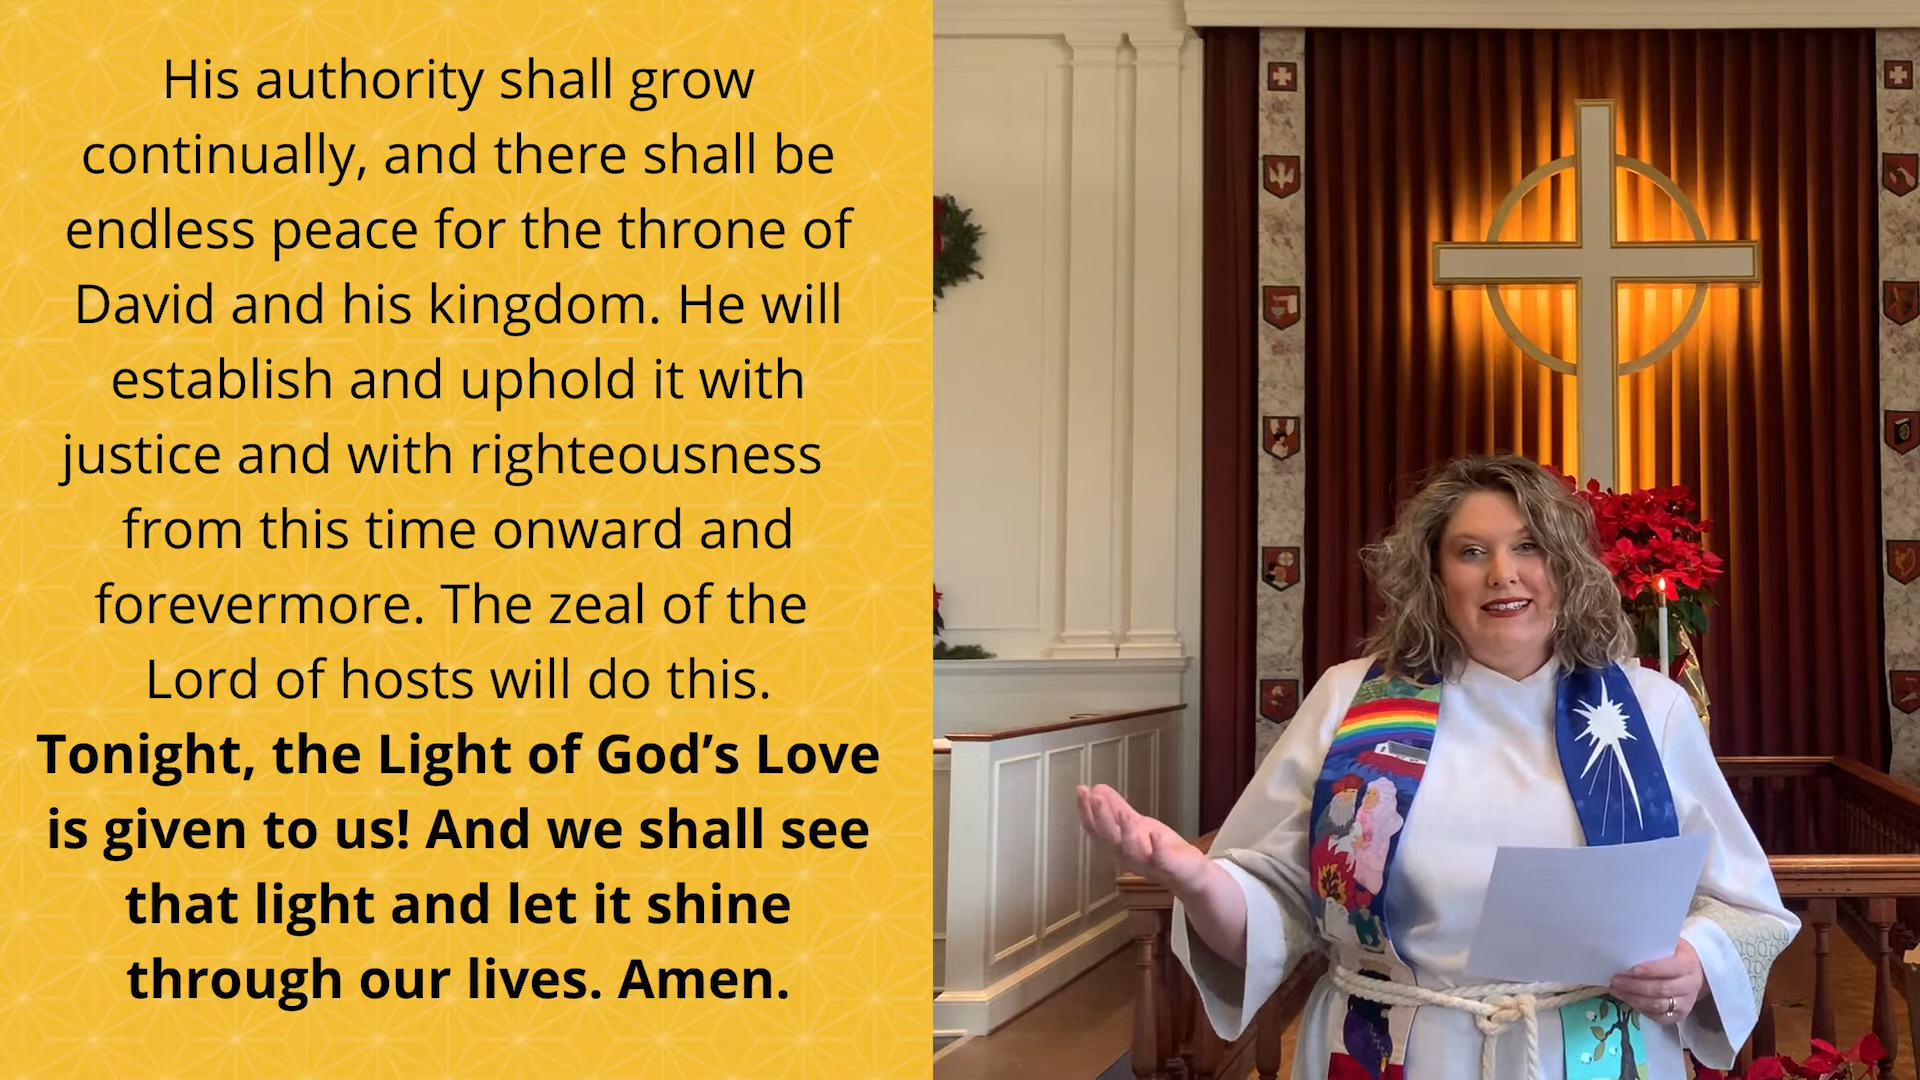 His authority shall grow
continually, and there shall be
endless peace for the throne of
David and his kingdom. He will
establish and uphold it with
justice and with righteousness
from this time onward and
forevermore. The zeal of the
Lord of hosts will do this.
Tonight, the Light of God’s Love
is given to us! And we shall see
that light and let it shine
through our lives. Amen.